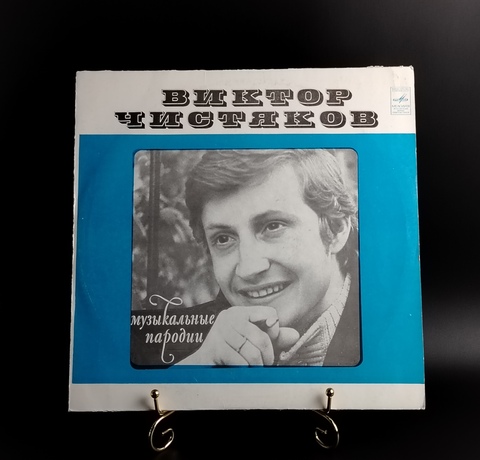 ВИКТОР
ЧИСТЯКОВ
музыкальные
пародии